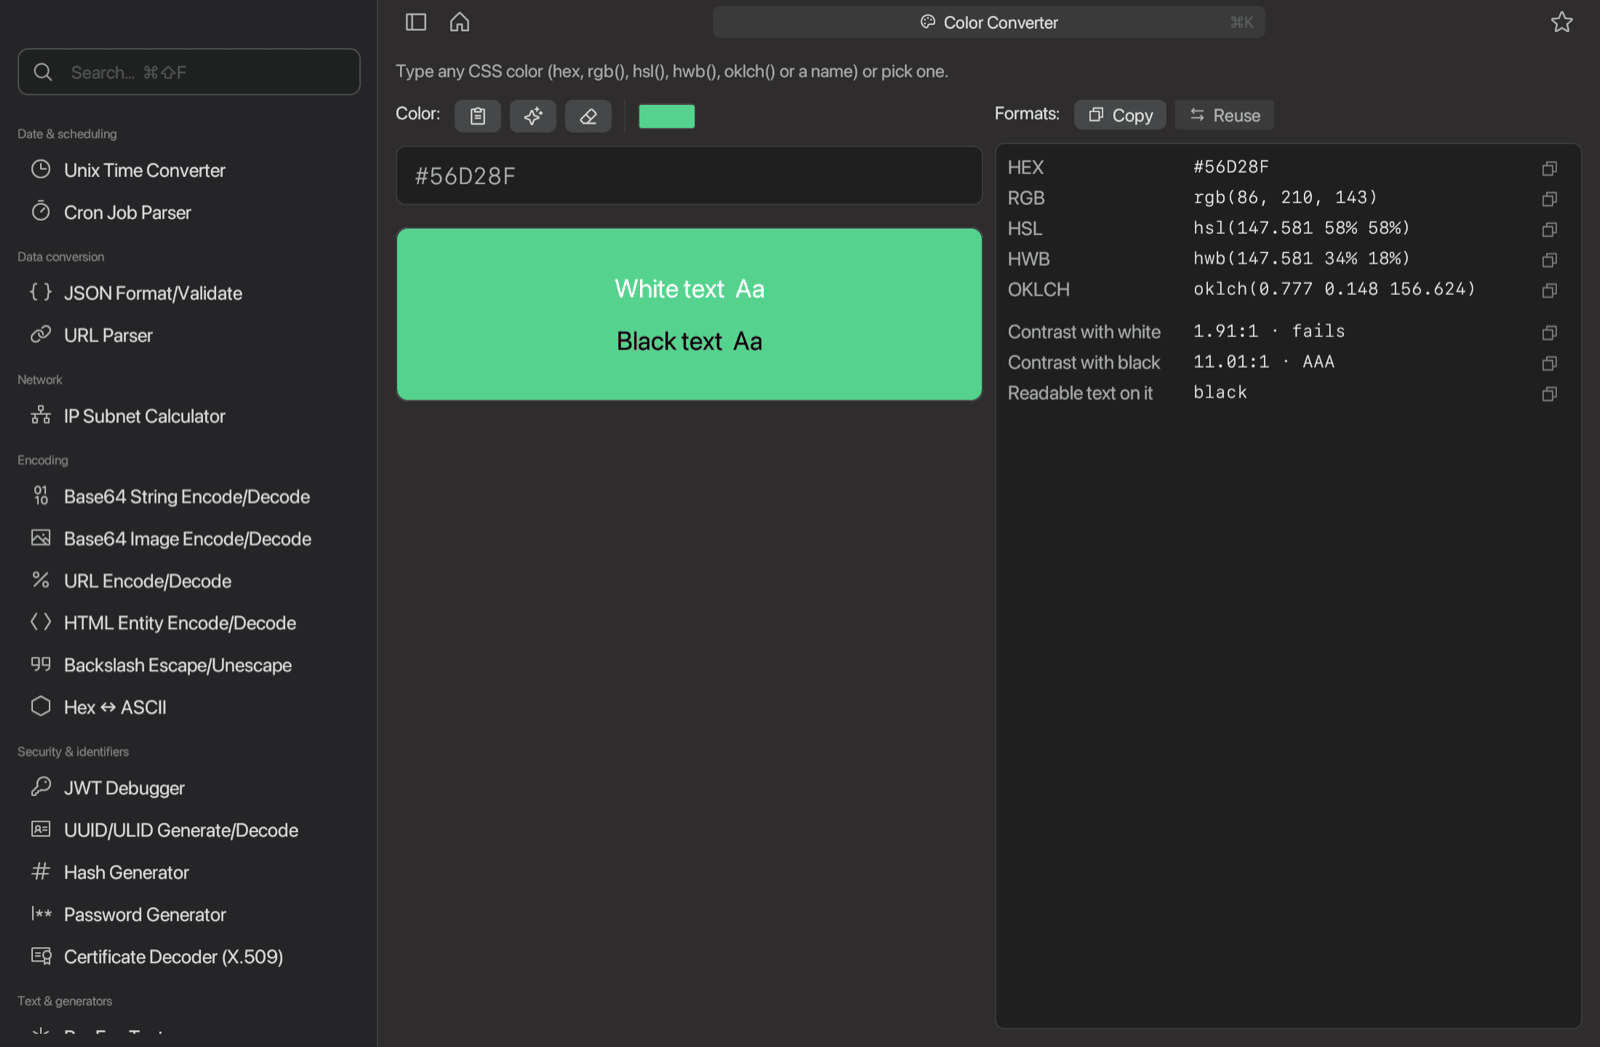 Search... ⌘⇧F
Date & scheduling
Unix Time Converter
Cron Job Parser
Data conversion
JSON Format/Validate
URL Parser
Network
IP Subnet Calculator
Encoding
Base64 String Encode/Decode
Base64 Image Encode/Decode
URL Encode/Decode
HTML Entity Encode/Decode
Backslash Escape/Unescape
Hex ↔ ASCII
Security & identifiers
JWT Debugger
UUID/ULID Generate/Decode
Hash Generator
Password Generator
Certificate Decoder (X.509)
Text & generators
Color Converter ⌘K
Type any CSS color (hex, rgb(), hsl(), hwb(), oklch() or a name) or pick one.
Color:
#56D28F
White text Aa
Black text Aa
Formats: Copy Reuse
HEX #56D28F
RGB rgb(86, 210, 143)
HSL hsl(147.581 58% 58%)
HWB hwb(147.581 34% 18%)
OKLCH oklch(0.777 0.148 156.624)
Contrast with white 1.91:1 · fails
Contrast with black 11.01:1 · AAA
Readable text on it black